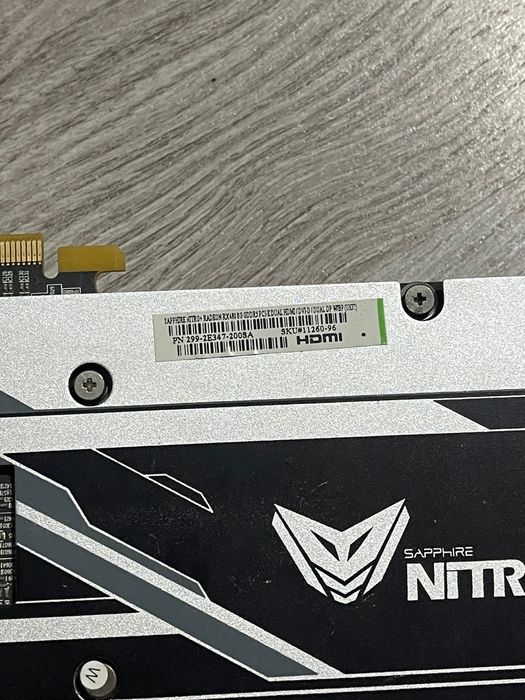 SAPPHIRE NITRO+ RADEON RX480 8G GDDR5 PCI-E DUAL HDMI / DVI-D / DUAL DP W/BP (UEFI)
PN 299-2E347-200SA
SKU#11260-96
HDMI
SAPPHIRE
NITR
W